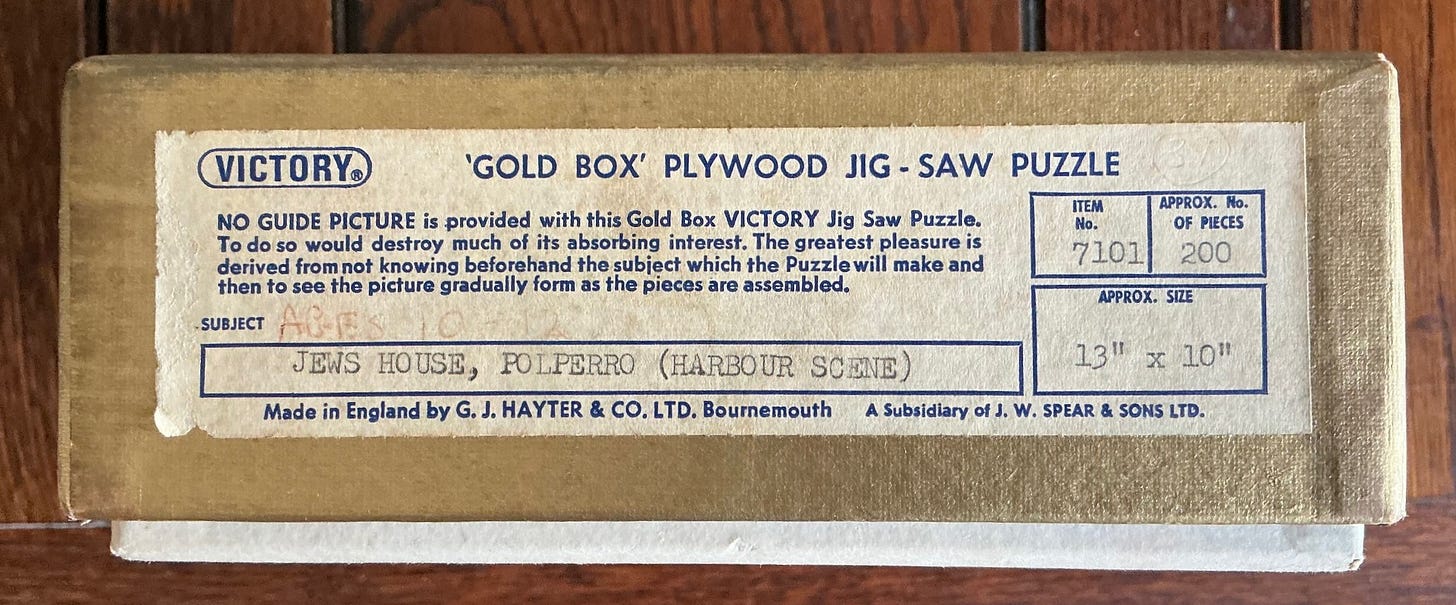 VICTORY®
'GOLD BOX' PLYWOOD JIG - SAW PUZZLE
NO GUIDE PICTURE is provided with this Gold Box VICTORY Jig Saw Puzzle.
To do so would destroy much of its absorbing interest. The greatest pleasure is
derived from not knowing beforehand the subject which the Puzzle will make and
then to see the picture gradually form as the pieces are assembled.
ITEM
No.
7101
APPROX. No.
OF PIECES
200
SUBJECT AGES 10 - 12
JEWS HOUSE, POLPERRO (HARBOUR SCENE)
APPROX. SIZE
13" x 10"
Made in England by G. J. HAYTER & CO. LTD. Bournemouth
A Subsidiary of J. W. SPEAR & SONS LTD.